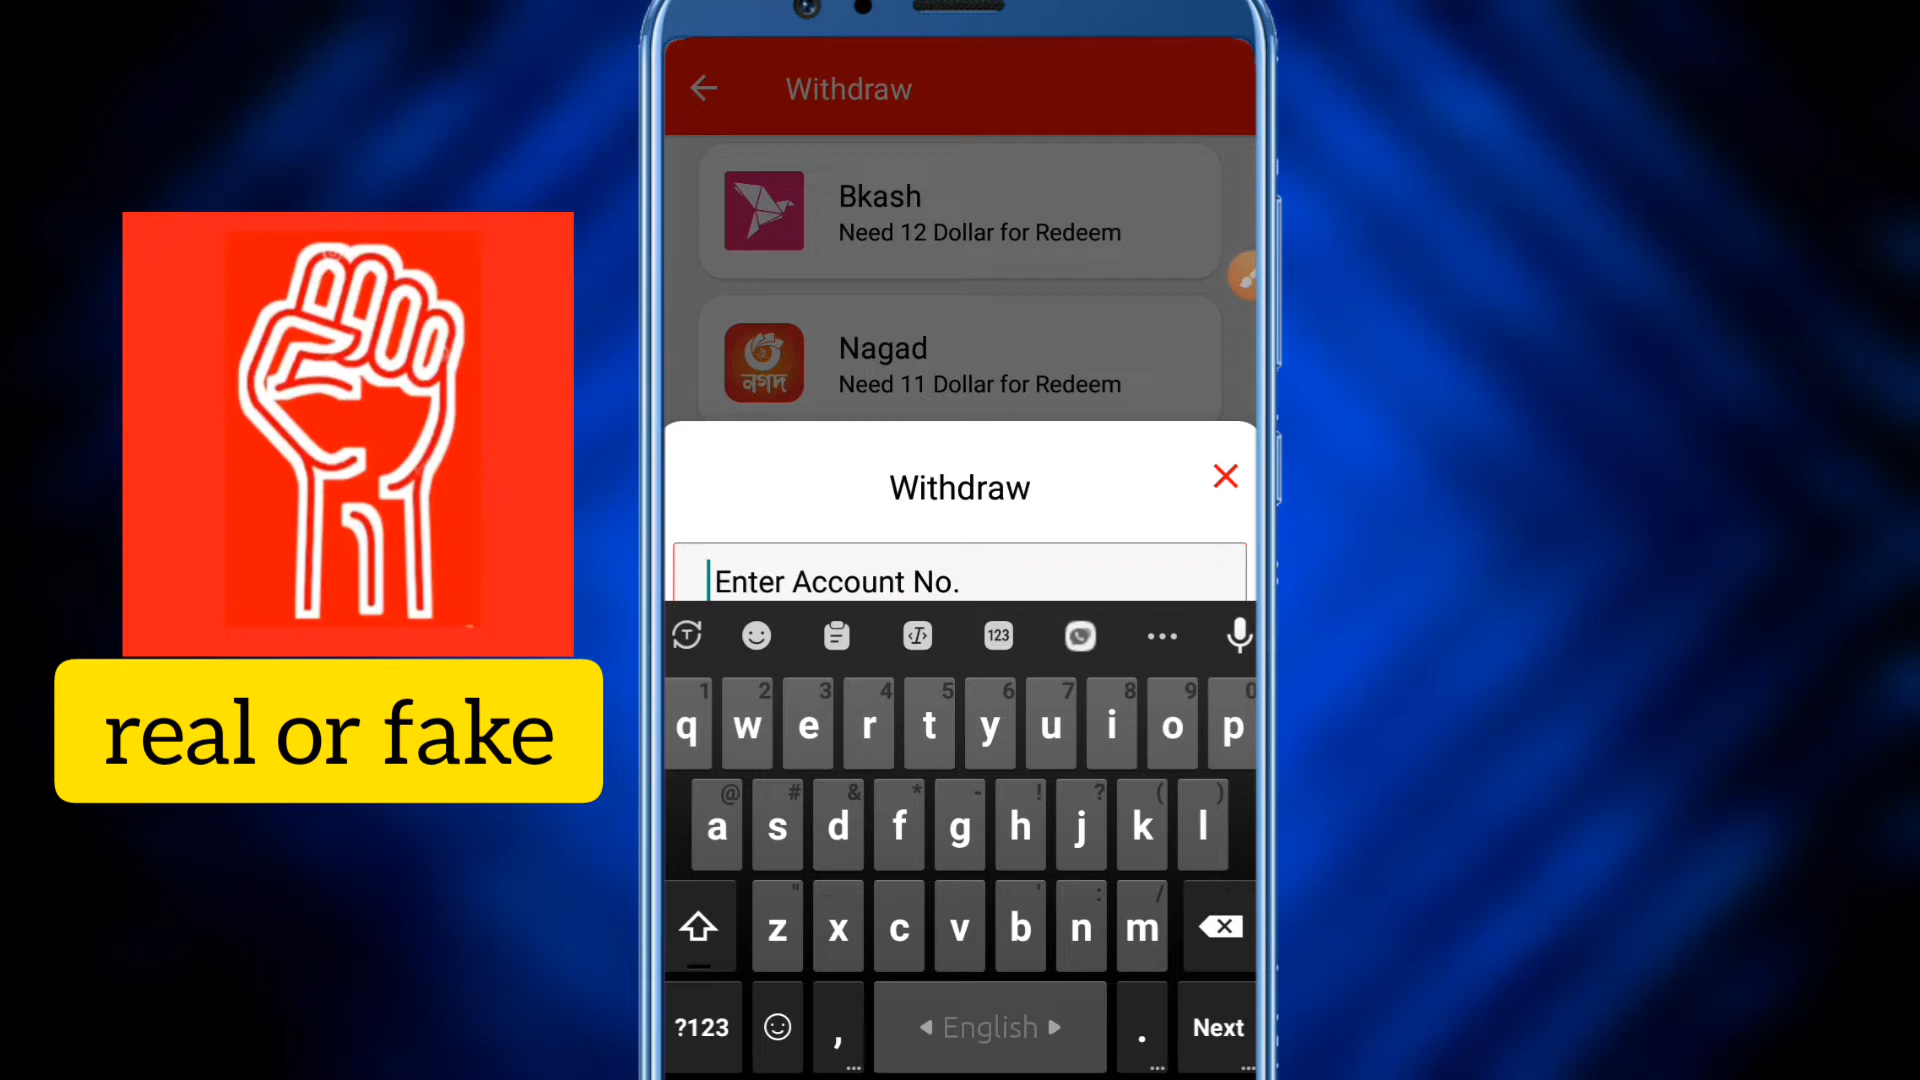 Withdraw
Bkash
Need 12 Dollar for Redeem
Nagad
Need 11 Dollar for Redeem
নগদ
Withdraw
Enter Account No.
real or fake
123
1 2 3 4 5 6 7 8 9 0
q w e r t y u i o p
@ # & * - ! ? ( )
a s d f g h j k l
" ' : /
z x c v b n m
?123 , English . Next